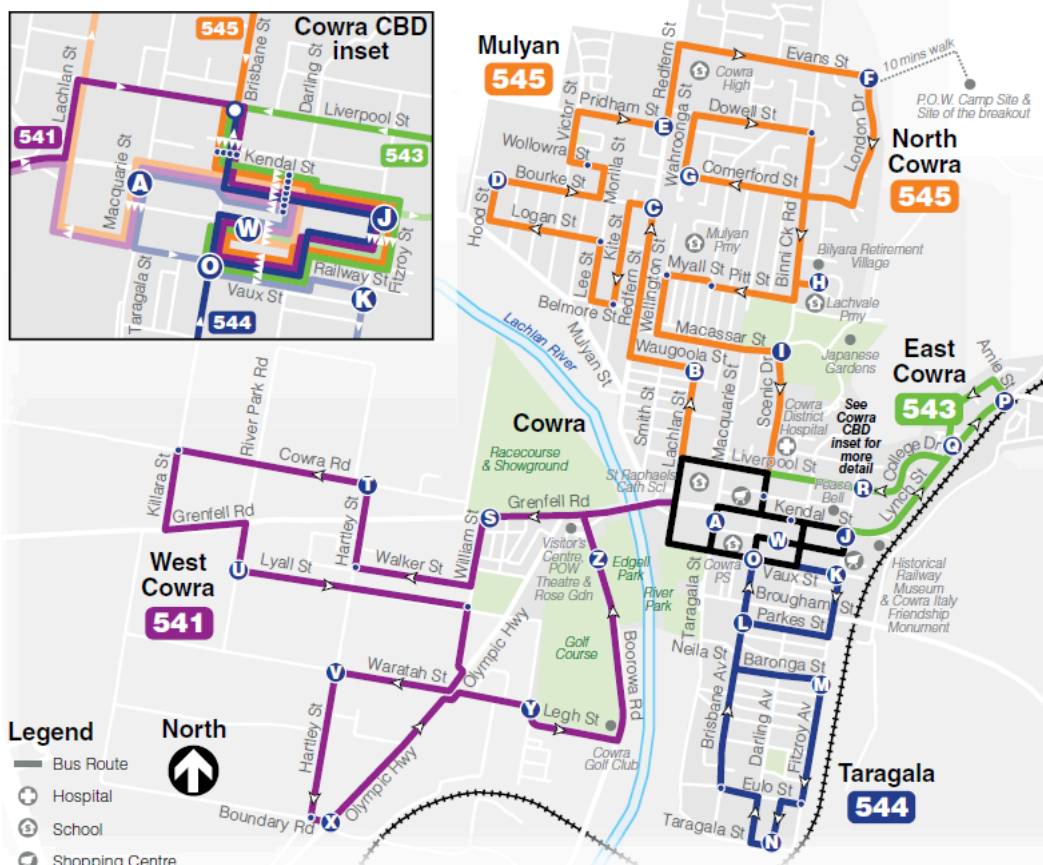 Cowra CBD
inset
545
Brisbane St
Darling St
Lachlan St
Liverpool St
541
543
Macquarie St
Kendal St
A
W
J
O
Railway St
Fitzroy St
K
Vaux St
Taragala St
544
Mulyan
545
Redfern St
Evans St
F
10 mins walk
P.O.W. Camp Site &
Site of the breakout
Cowra
High
Victor St
Pridham St
E
Wahroonga St
Dowell St
London Dr
North
Cowra
545
Wollowra St
Morilla St
D
Bourke St
G
Comerford St
Hood St
Logan St
Kite St
C
Mulyan
Prmy
Binni Ck Rd
Bilyara Retirement
Village
Lee St
Redfern St
Wellington St
Myall St
Pitt St
H
Lachvale
Prmy
Belmore St
Macassar St
Lachlan River
Mulyan St
Waugoola St
I
Japanese
Gardens
B
Macquarie St
Scenic Dr
East
Cowra
543
Amie St
P
Smith St
Lachlan St
Cowra
District
Hospital
See
Cowra
CBD
inset for
more
detail
College Dr
Q
Lynch St
River Park Rd
Cowra
Racecourse
& Showground
St Raphaels
Cath Scl
Liverpool St
R
Peace
Bell
Killara St
Cowra Rd
T
Grenfell Rd
Grenfell Rd
S
Kendal St
A
W
J
Hartley St
William St
Visitor's
Centre,
POW
Theatre &
Rose Gdn
Z
Edgell
Park
River
Park
Cowra
PS
O
Vaux St
K
Historical
Railway
Museum
& Cowra Italy
Friendship
Monument
West
Cowra
541
U
Lyall St
Walker St
Taragala St
Brougham St
L
Parkes St
Olympic Hwy
Golf
Course
Boorowa Rd
Neila St
Baronga St
M
V
Waratah St
Y
Legh St
Brisbane Av
Darling Av
Fitzroy Av
Legend
North
Hartley St
Cowra
Golf Club
Bus Route
Olympic Hwy
Taragala
544
Eulo St
Hospital
Boundary Rd
X
Taragala St
N
School
Shopping Centre